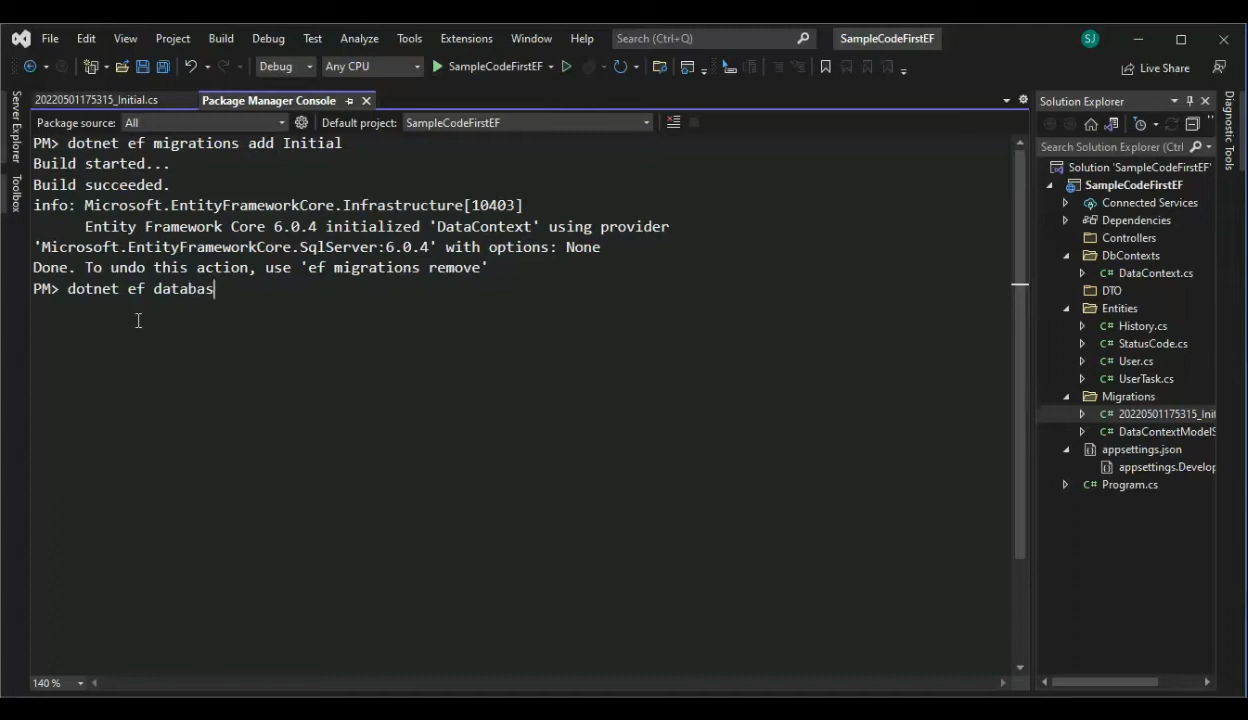 File Edit View Project Build Debug Test Analyze Tools Extensions Window Help Search (Ctrl+Q) SampleCodeFirstEF SJ
Debug Any CPU SampleCodeFirstEF Live Share
20220501175315_Initial.cs Package Manager Console Solution Explorer
Package source: All Default project: SampleCodeFirstEF
Server Explorer
Toolbox
PM> dotnet ef migrations add Initial
Build started...
Build succeeded.
info: Microsoft.EntityFrameworkCore.Infrastructure[10403]
Entity Framework Core 6.0.4 initialized 'DataContext' using provider
'Microsoft.EntityFrameworkCore.SqlServer:6.0.4' with options: None
Done. To undo this action, use 'ef migrations remove'
PM> dotnet ef databas
140 %
Search Solution Explorer (Ctrl
Solution 'SampleCodeFirstEF'
SampleCodeFirstEF
Connected Services
Dependencies
Controllers
DbContexts
C# DataContext.cs
DTO
Entities
C# History.cs
C# StatusCode.cs
C# User.cs
C# UserTask.cs
Migrations
C# 20220501175315_Init
C# DataContextModelS
appsettings.json
appsettings.Develop
C# Program.cs
Diagnostic Tools